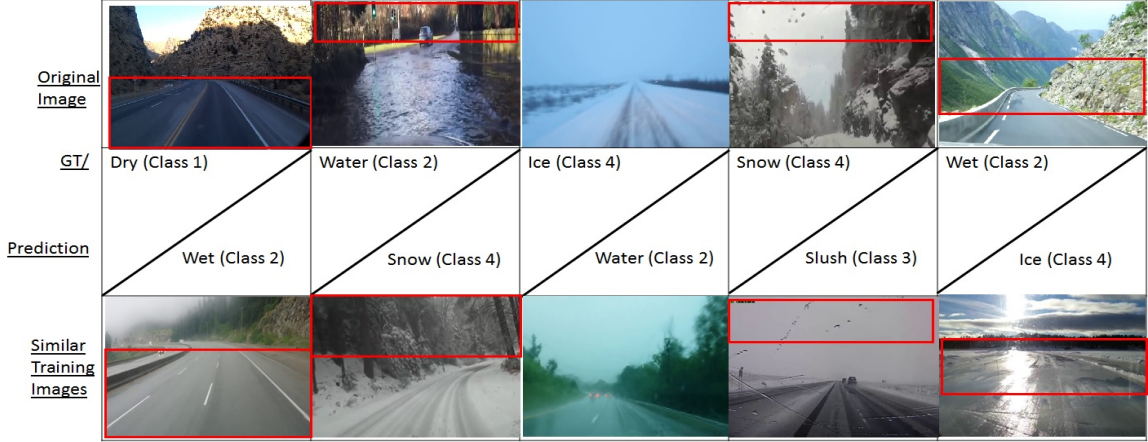 Original
Image
GT/
Dry (Class 1)
Water (Class 2)
Ice (Class 4)
Snow (Class 4)
Wet (Class 2)
Prediction
Wet (Class 2)
Snow (Class 4)
Water (Class 2)
Slush (Class 3)
Ice (Class 4)
Similar
Training
Images